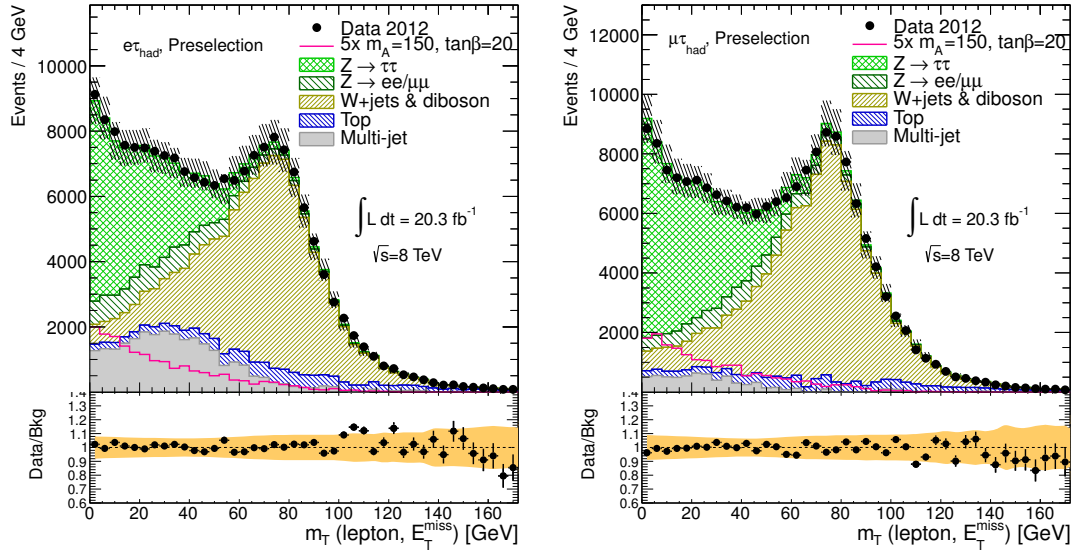 Events / 4 GeV
10000
8000
6000
4000
2000
eτhad, Preselection
Data 2012
5x mA=150, tanβ=20
Z → ττ
Z → ee/μμ
W+jets & diboson
Top
Multi-jet
∫ L dt = 20.3 fb⁻¹
√s=8 TeV
Data/Bkg
1.4
1.3
1.2
1.1
1
0.9
0.8
0.7
0.6
0 20 40 60 80 100 120 140 160
mT (lepton, ETmiss) [GeV]
Events / 4 GeV
12000
10000
8000
6000
4000
2000
μτhad, Preselection
Data 2012
5x mA=150, tanβ=20
Z → ττ
Z → ee/μμ
W+jets & diboson
Top
Multi-jet
∫ L dt = 20.3 fb⁻¹
√s=8 TeV
Data/Bkg
1.4
1.3
1.2
1.1
1
0.9
0.8
0.7
0.6
0 20 40 60 80 100 120 140 160
mT (lepton, ETmiss) [GeV]